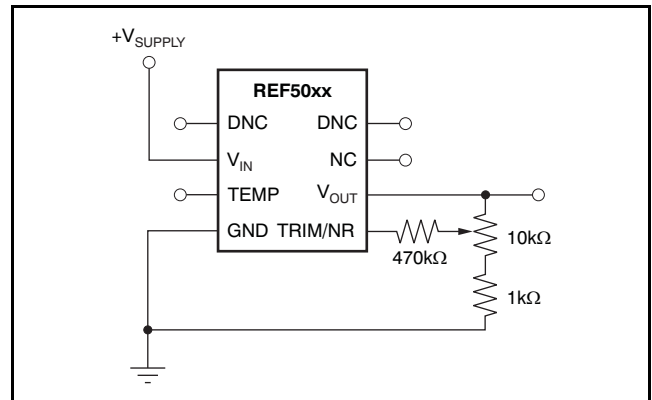 +VSUPPLY
REF50xx
DNC DNC
VIN NC
TEMP VOUT
GND TRIM/NR
470kΩ
10kΩ
1kΩ